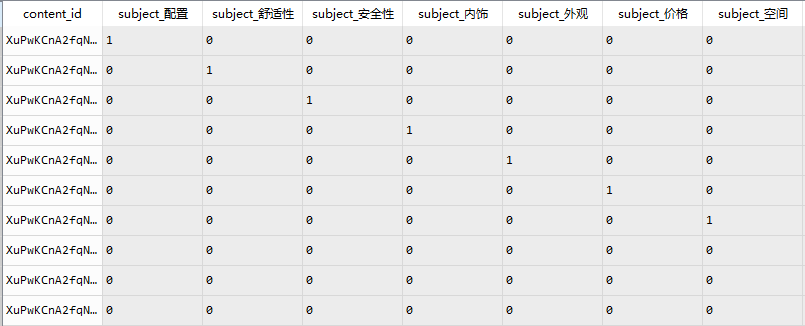 content_id subject_配置 subject_舒适性 subject_安全性 subject_内饰 subject_外观 subject_价格 subject_空间
XuPwKCnA2fqN… 1 0 0 0 0 0 0
XuPwKCnA2fqN… 0 1 0 0 0 0 0
XuPwKCnA2fqN… 0 0 1 0 0 0 0
XuPwKCnA2fqN… 0 0 0 1 0 0 0
XuPwKCnA2fqN… 0 0 0 0 1 0 0
XuPwKCnA2fqN… 0 0 0 0 0 1 0
XuPwKCnA2fqN… 0 0 0 0 0 0 1
XuPwKCnA2fqN… 0 0 0 0 0 0 0
XuPwKCnA2fqN… 0 0 0 0 0 0 0
XuPwKCnA2fqN… 0 0 0 0 0 0 0